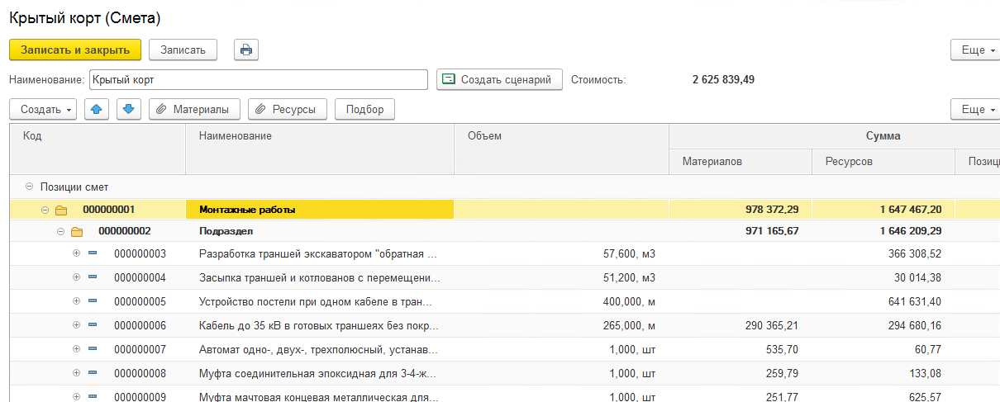 Крытый корт (Смета)
Записать и закрыть Записать Еще
Наименование: Крытый корт Создать сценарий Стоимость: 2 625 839,49
Создать Материалы Ресурсы Подбор Еще
Код Наименование Объем Сумма
Материалов Ресурсов Позици
Позиции смет
000000001 Монтажные работы 978 372,29 1 647 467,20
000000002 Подраздел 971 165,67 1 646 209,29
000000003 Разработка траншей экскаватором "обратная ... 57,600, м3 366 308,52
000000004 Засыпка траншей и котлованов с перемещени... 51,200, м3 30 014,38
000000005 Устройство постели при одном кабеле в тран... 400,000, м 641 631,40
000000006 Кабель до 35 кВ в готовых траншеях без покр... 265,000, м 290 365,21 294 680,16
000000007 Автомат одно-, двух-, трехполюсный, устанав... 1,000, шт 535,70 60,77
000000008 Муфта соединительная эпоксидная для 3-4-ж... 1,000, шт 259,79 133,08
000000009 Муфта мачтовая концевая металлическая для... 1,000, шт 251,77 625,57